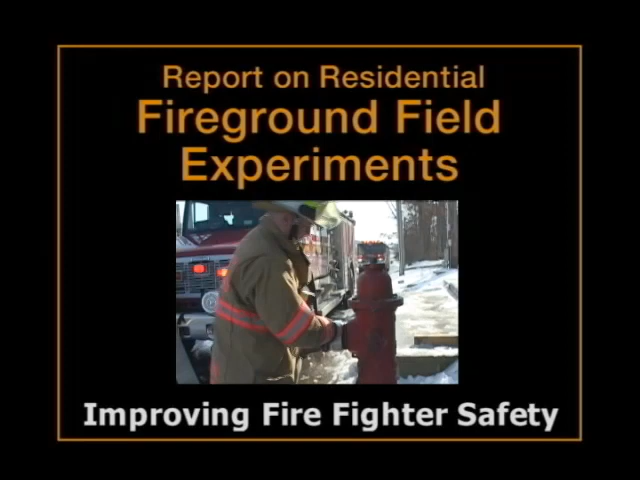 Report on Residential
Fireground Field
Experiments
Improving Fire Fighter Safety